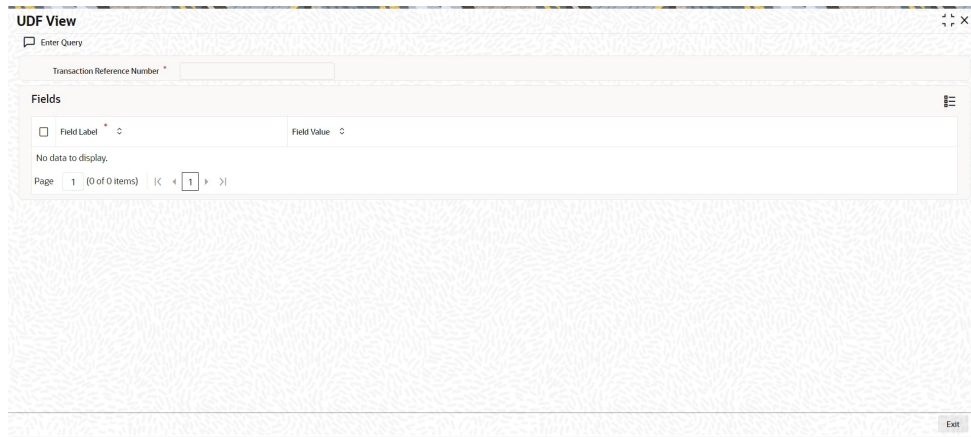 UDF View
Enter Query
Transaction Reference Number *
Fields
Field Label * Field Value
No data to display.
Page 1 (0 of 0 items) 1
Exit